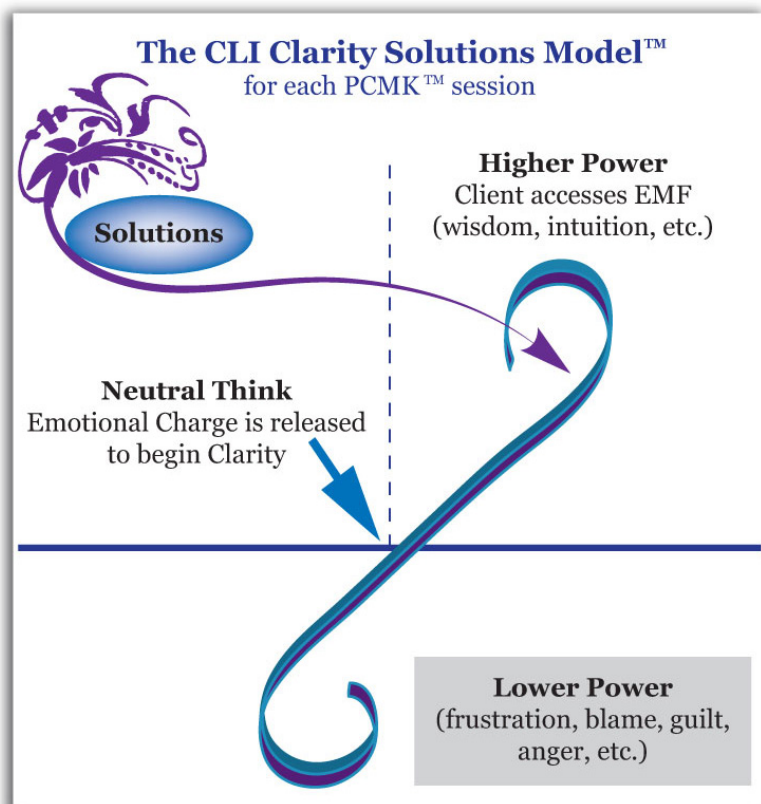 The CLI Clarity Solutions Model™
for each PCMK™ session
Higher Power
Client accesses EMF
(wisdom, intuition, etc.)
Solutions
Neutral Think
Emotional Charge is released
to begin Clarity
Lower Power
(frustration, blame, guilt,
anger, etc.)